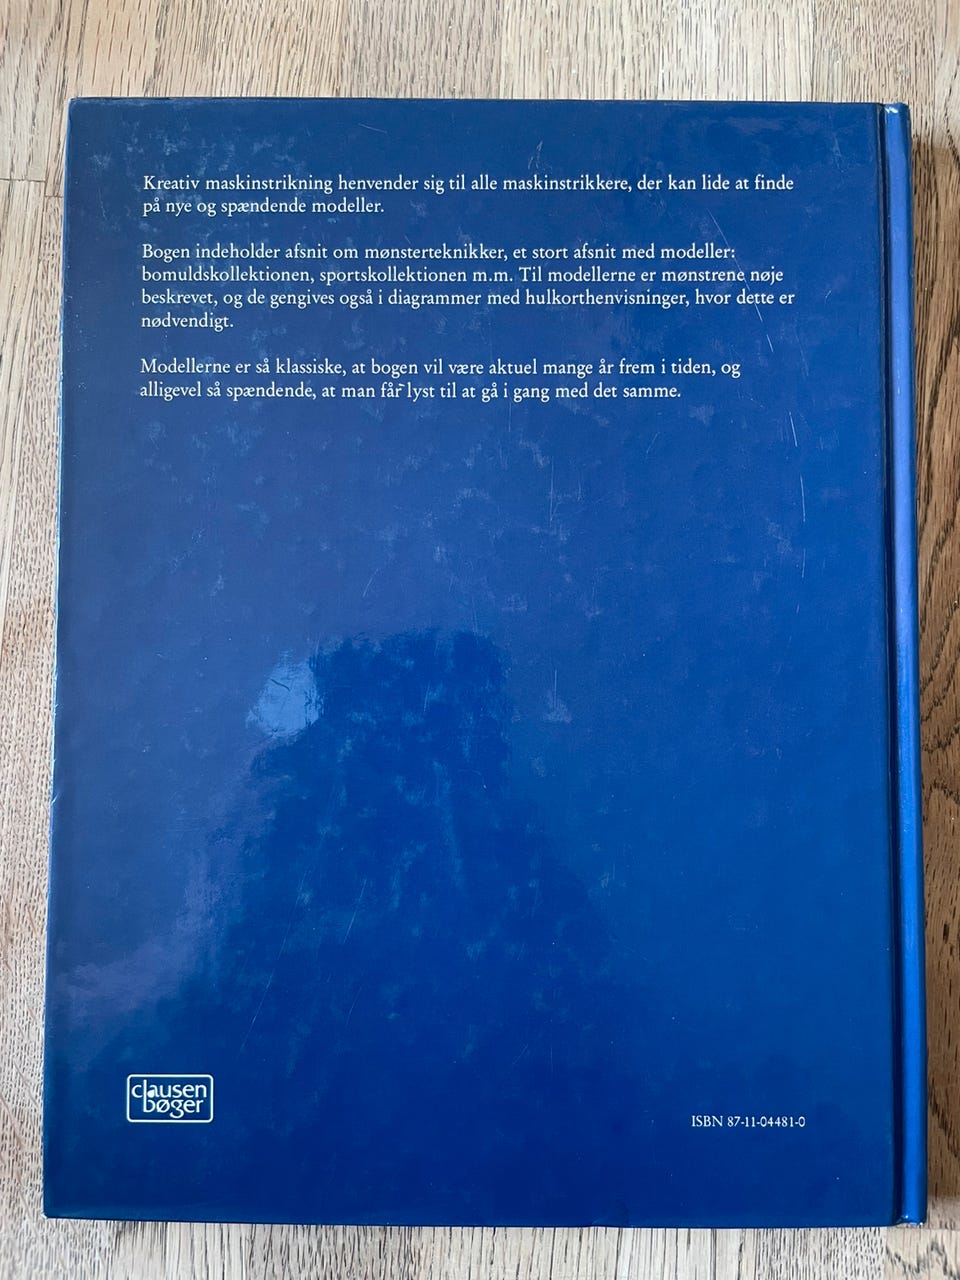 Kreativ maskinstrikning henvender sig til alle maskinstrikkere, der kan lide at finde
på nye og spændende modeller.
Bogen indeholder afsnit om mønsterteknikker, et stort afsnit med modeller:
bomuldskollektionen, sportskollektionen m.m. Til modellerne er mønstrene nøje
beskrevet, og de gengives også i diagrammer med hulkorthenvisninger, hvor dette er
nødvendigt.
Modellerne er så klassiske, at bogen vil være aktuel mange år frem i tiden, og
alligevel så spændende, at man får lyst til at gå i gang med det samme.
clausen
bøger
ISBN 87-11-04481-0